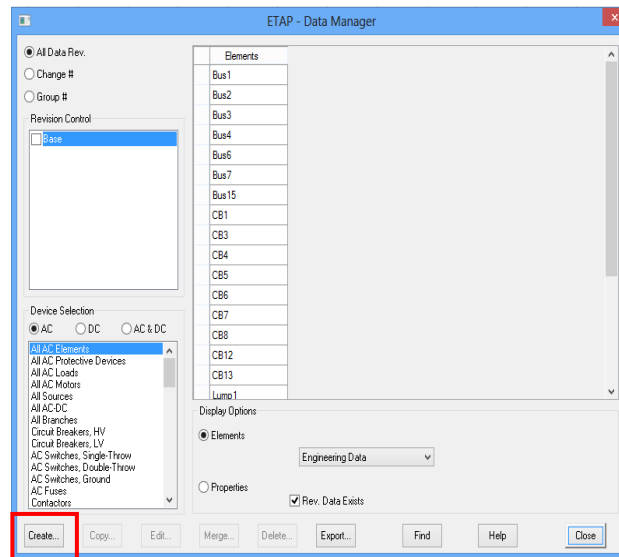 ETAP - Data Manager
x
All Data Rev.
Change #
Group #
Revision Control
Base
Device Selection
AC DC AC & DC
All AC Elements
All AC Protective Devices
All AC Loads
All AC Motors
All Sources
All AC-DC
All Branches
Circuit Breakers, HV
Circuit Breakers, LV
AC Switches, Single-Throw
AC Switches, Double-Throw
AC Switches, Ground
AC Fuses
Contactors
Elements
Bus1
Bus2
Bus3
Bus4
Bus6
Bus7
Bus15
CB1
CB3
CB4
CB5
CB6
CB7
CB8
CB12
CB13
Lump1
Display Options
Elements
Engineering Data
Properties
Rev. Data Exists
Create... Copy... Edit... Merge... Delete... Export... Find Help Close